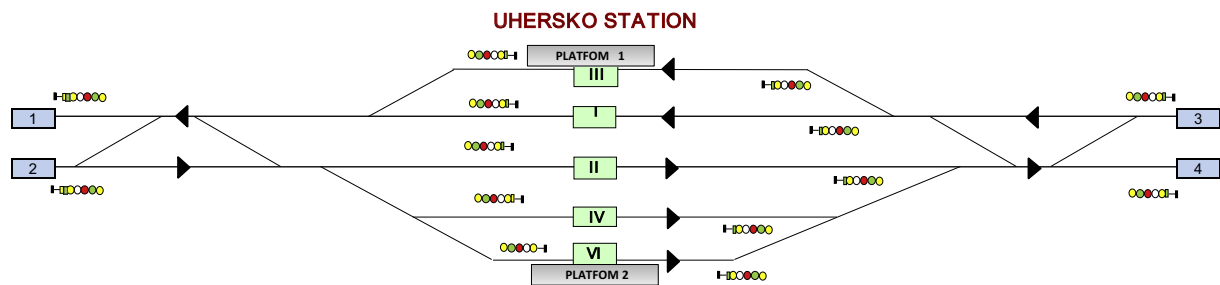 UHERSKO STATION
PLATFOM 1
III
1
I
3
2
II
4
IV
VI
PLATFOM 2